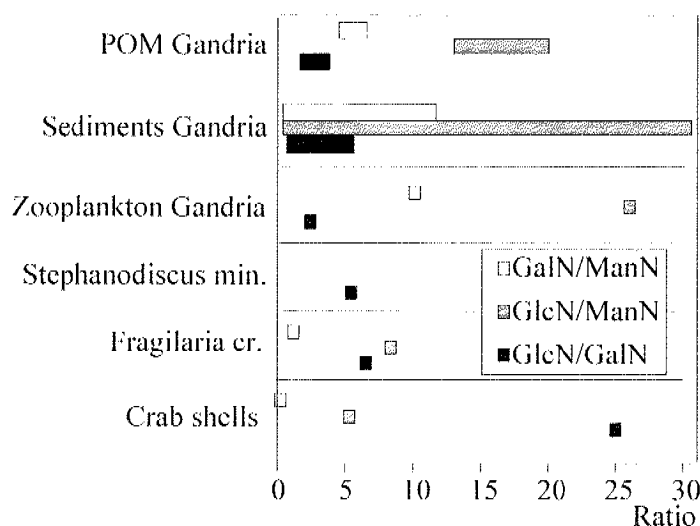 POM Gandria
Sediments Gandria
Zooplankton Gandria
Stephanodiscus min.
Fragilaria cr.
Crab shells
GalN/ManN
GlcN/ManN
GlcN/GalN
0 5 10 15 20 25 30
Ratio